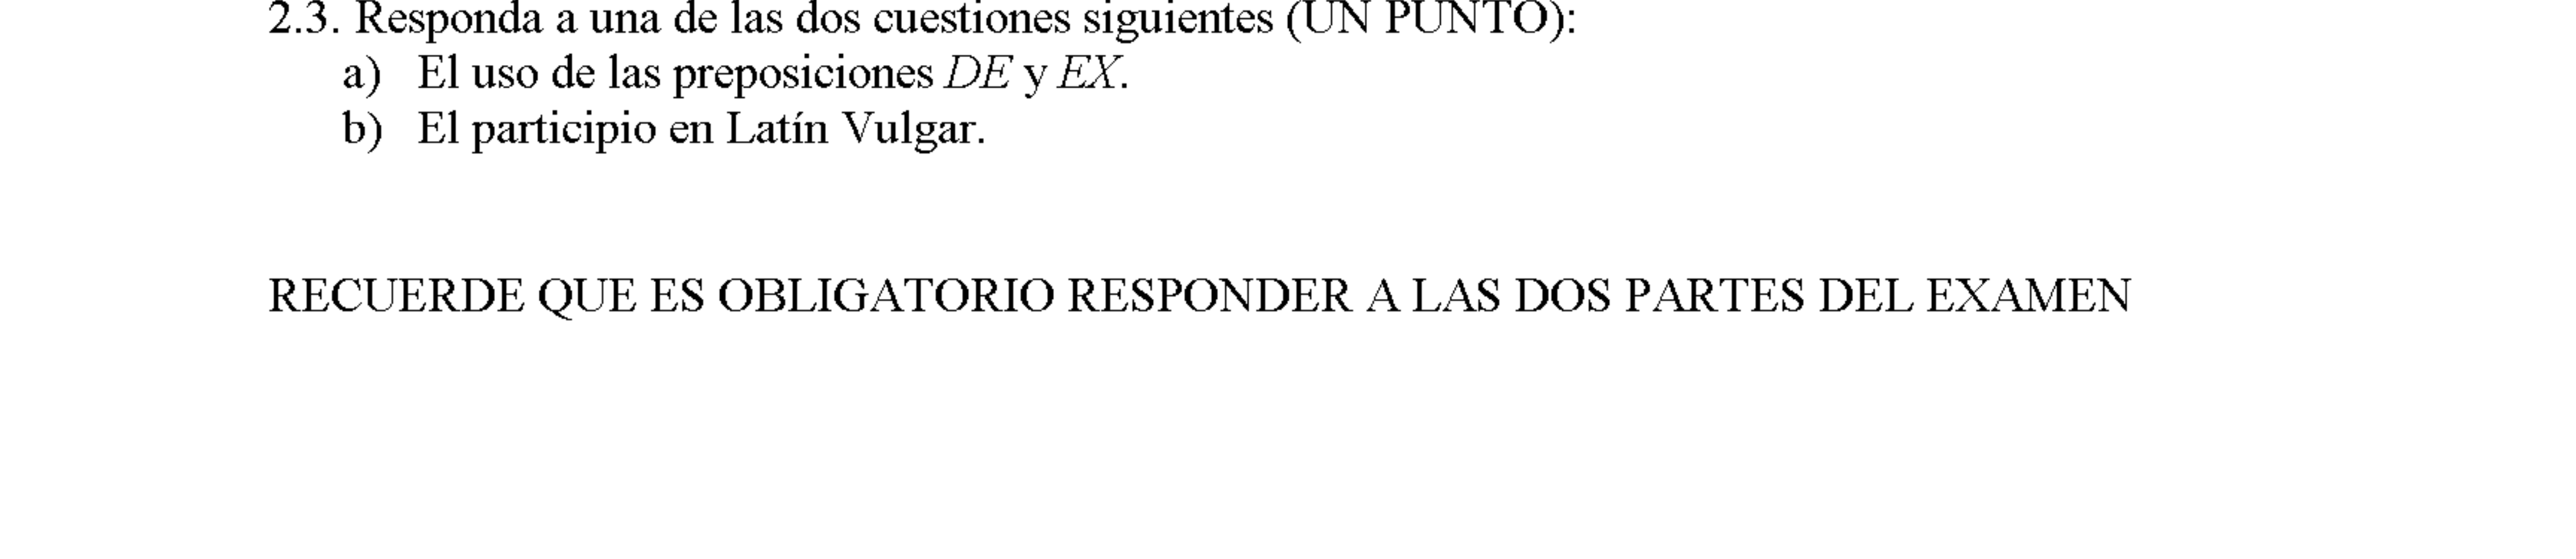 2.3. Responda a una de las dos cuestiones siguientes (UN PUNTO):
a) El uso de las preposiciones DE y EX.
b) El participio en Latín Vulgar.
RECUERDE QUE ES OBLIGATORIO RESPONDER A LAS DOS PARTES DEL EXAMEN